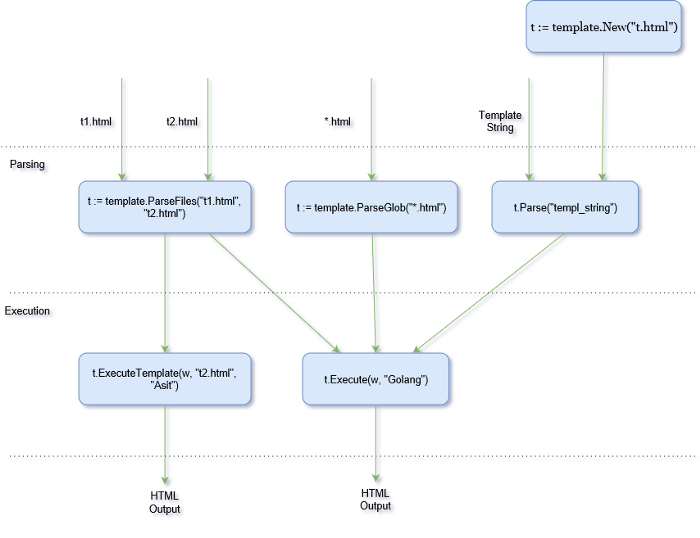 t := template.New("t.html")
t1.html
t2.html
*.html
Template
String
Parsing
t := template.ParseFiles("t1.html",
"t2.html")
t := template.ParseGlob("*.html")
t.Parse("templ_string")
Execution
t.ExecuteTemplate(w, "t2.html",
"Asit")
t.Execute(w, "Golang")
HTML
Output
HTML
Output